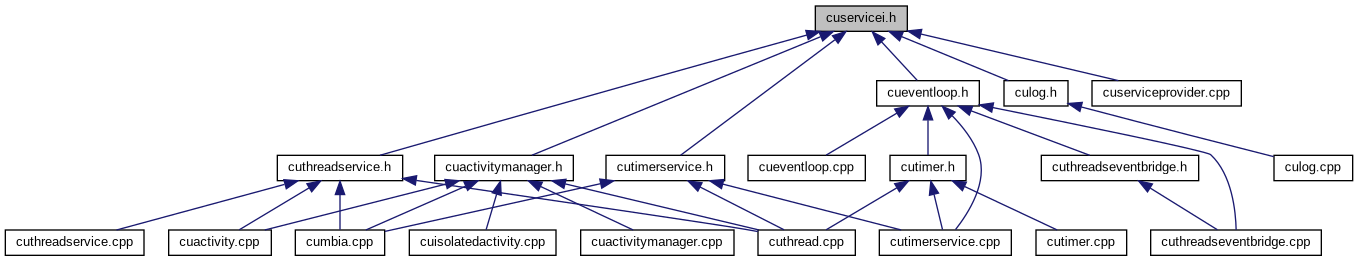 cuservicei.h
cueventloop.h
culog.h
cuserviceprovider.cpp
cuthreadservice.h
cuactivitymanager.h
cutimerservice.h
cueventloop.cpp
cutimer.h
cuthreadseventbridge.h
culog.cpp
cuthreadservice.cpp
cuactivity.cpp
cumbia.cpp
cuisolatedactivity.cpp
cuactivitymanager.cpp
cuthread.cpp
cutimerservice.cpp
cutimer.cpp
cuthreadseventbridge.cpp